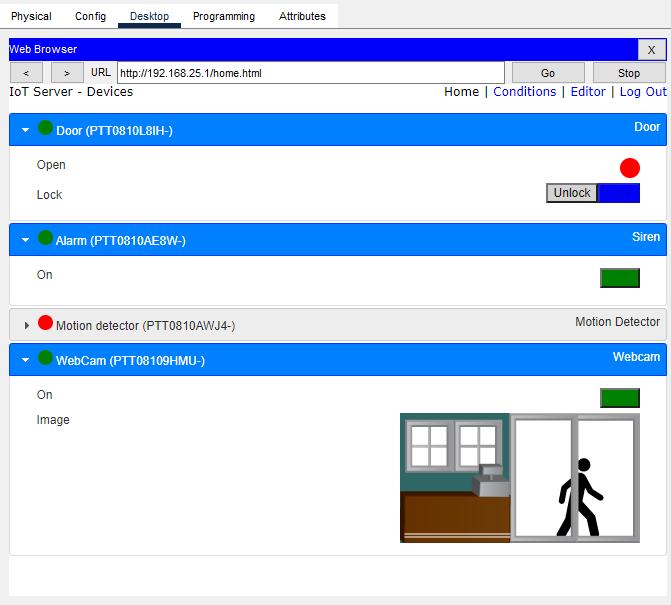 Physical Config Desktop Programming Attributes
Web Browser X
< > URL http://192.168.25.1/home.html Go Stop
IoT Server - Devices Home | Conditions | Editor | Log Out
Door (PTT0810L8IH-) Door
Open
Lock Unlock
Alarm (PTT0810AE8W-) Siren
On
Motion detector (PTT0810AWJ4-) Motion Detector
WebCam (PTT08109HMU-) Webcam
On
Image